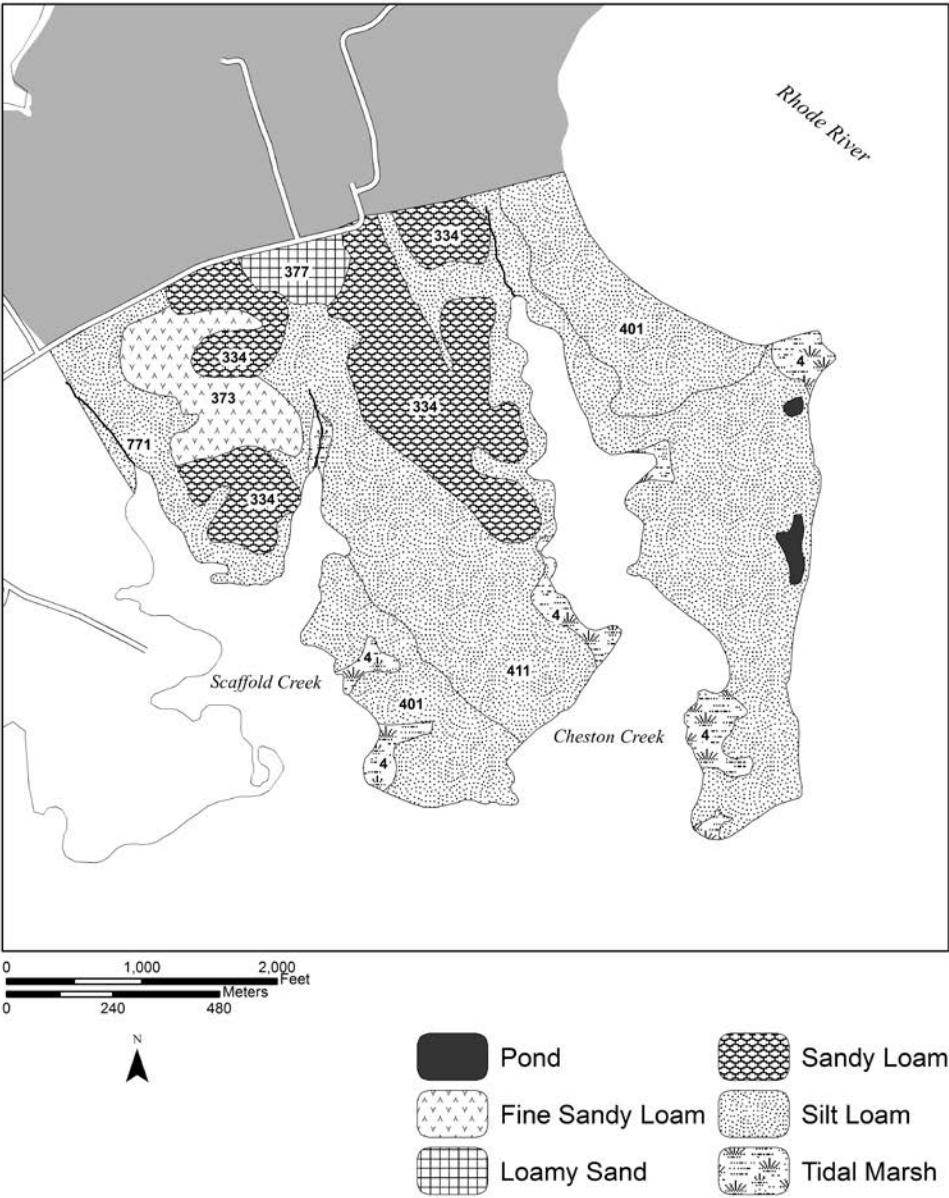 Rhode River
334
377
401
4
334
373
334
771
334
4
4
411
Scaffold Creek
401
Cheston Creek
4
4
0 1,000 2,000
Feet
Meters
0 240 480
N
Pond
Sandy Loam
Fine Sandy Loam
Silt Loam
Loamy Sand
Tidal Marsh